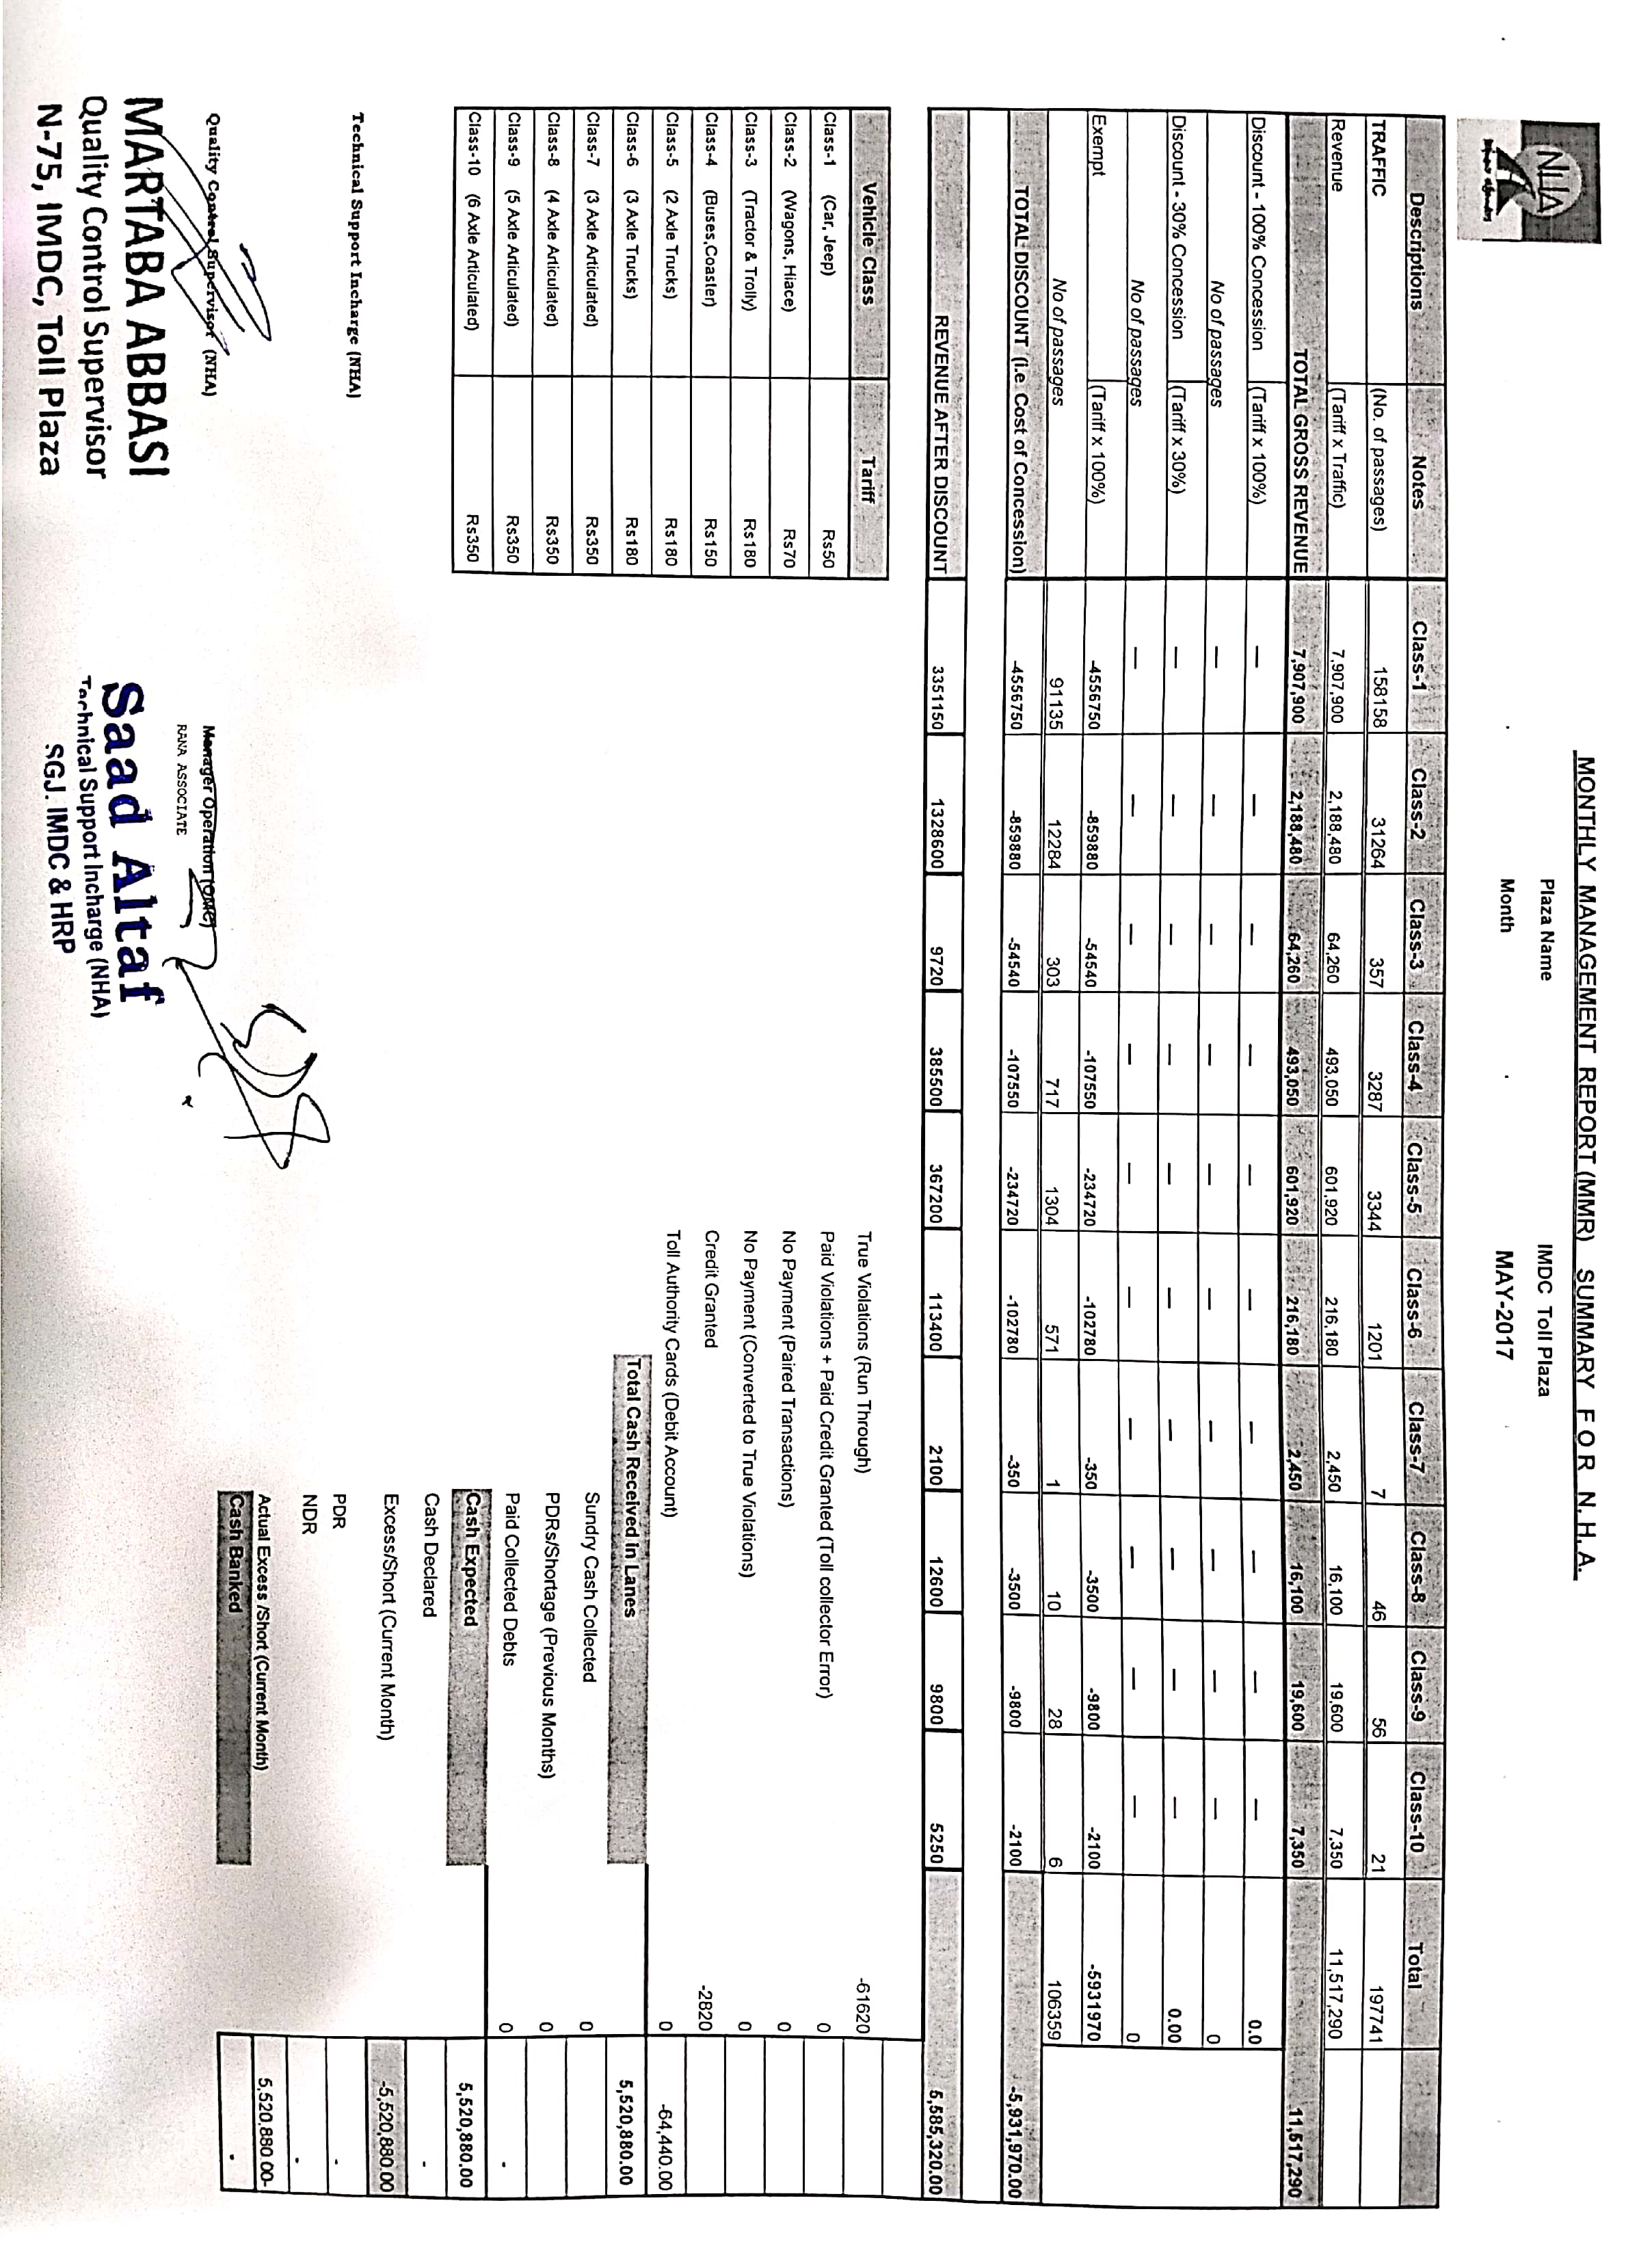 NHA
MONTHLY MANAGEMENT REPORT (MMR) SUMMARY FOR N.H.A.
Plaza Name IMDC Toll Plaza
Month MAY-2017
Descriptions Notes Class-1 Class-2 Class-3 Class-4 Class-5 Class-6 Class-7 Class-8 Class-9 Class-10 Total
TRAFFIC (No. of passages) 158158 31264 357 3287 3344 1201 7 46 56 21 197741
Revenue (Tariff x Traffic) 7,907,900 2,188,480 64,260 493,050 601,920 216,180 2,450 16,100 19,600 7,350 11,517,290
TOTAL GROSS REVENUE 7,907,900 2,188,480 64,260 493,050 601,920 216,180 2,450 16,100 19,600 7,350 11,517,290
Discount - 100% Concession (Tariff x 100%) — — — — — — — — — — 0.0
No of passages — — — — — — — — — — 0
Discount - 30% Concession (Tariff x 30%) — — — — — — — — — — 0.00
No of passages — — — — — — — — — — 0
Exempt (Tariff x 100%) -4556750 -859880 -54540 -107550 -234720 -102780 -350 -3500 -9800 -2100 -5931970
No of passages 91135 12284 303 717 1304 571 1 10 28 6 106359
TOTAL DISCOUNT (i.e Cost of Concession) -4556750 -859880 -54540 -107550 -234720 -102780 -350 -3500 -9800 -2100 -5,931,970.00
REVENUE AFTER DISCOUNT 3351150 1328600 9720 385500 367200 113400 2100 12600 9800 5250 5,585,320.00
Vehicle Class Tariff
Class-1 (Car, Jeep) Rs50
Class-2 (Wagons, Hiace) Rs70
Class-3 (Tractor & Trolly) Rs180
Class-4 (Buses,Coaster) Rs150
Class-5 (2 Axle Trucks) Rs180
Class-6 (3 Axle Trucks) Rs180
Class-7 (3 Axle Articulated) Rs350
Class-8 (4 Axle Articulated) Rs350
Class-9 (5 Axle Articulated) Rs350
Class-10 (6 Axle Articulated) Rs350
True Violations (Run Through) -61620
Paid Violations + Paid Credit Granted (Toll collector Error) 0
No Payment (Paired Transactions) 0
No Payment (Converted to True Violations) 0
Credit Granted -2820
Toll Authority Cards (Debit Account) 0 -64,440.00
Total Cash Received in Lanes 5,520,880.00
Sundry Cash Collected 0
PDRs/Shortage (Previous Months) 0
Paid Collected Debts 0 -
Cash Expected 5,520,880.00
Cash Declared -
Excess/Short (Current Month) -5,520,880.00
PDR -
NDR -
Actual Excess /Short (Current Month) 5,520,880.00-
Cash Banked -
Technical Support Incharge (NHA)
Quality Control Supervisor (NHA)
MARTABA ABBASI
Quality Control Supervisor
N-75, IMDC, Toll Plaza
Manager Operation (OMC)
RANA ASSOCIATE
Saad Altaf
Technical Support Incharge (NHA)
SGJ. IMDC & HRP